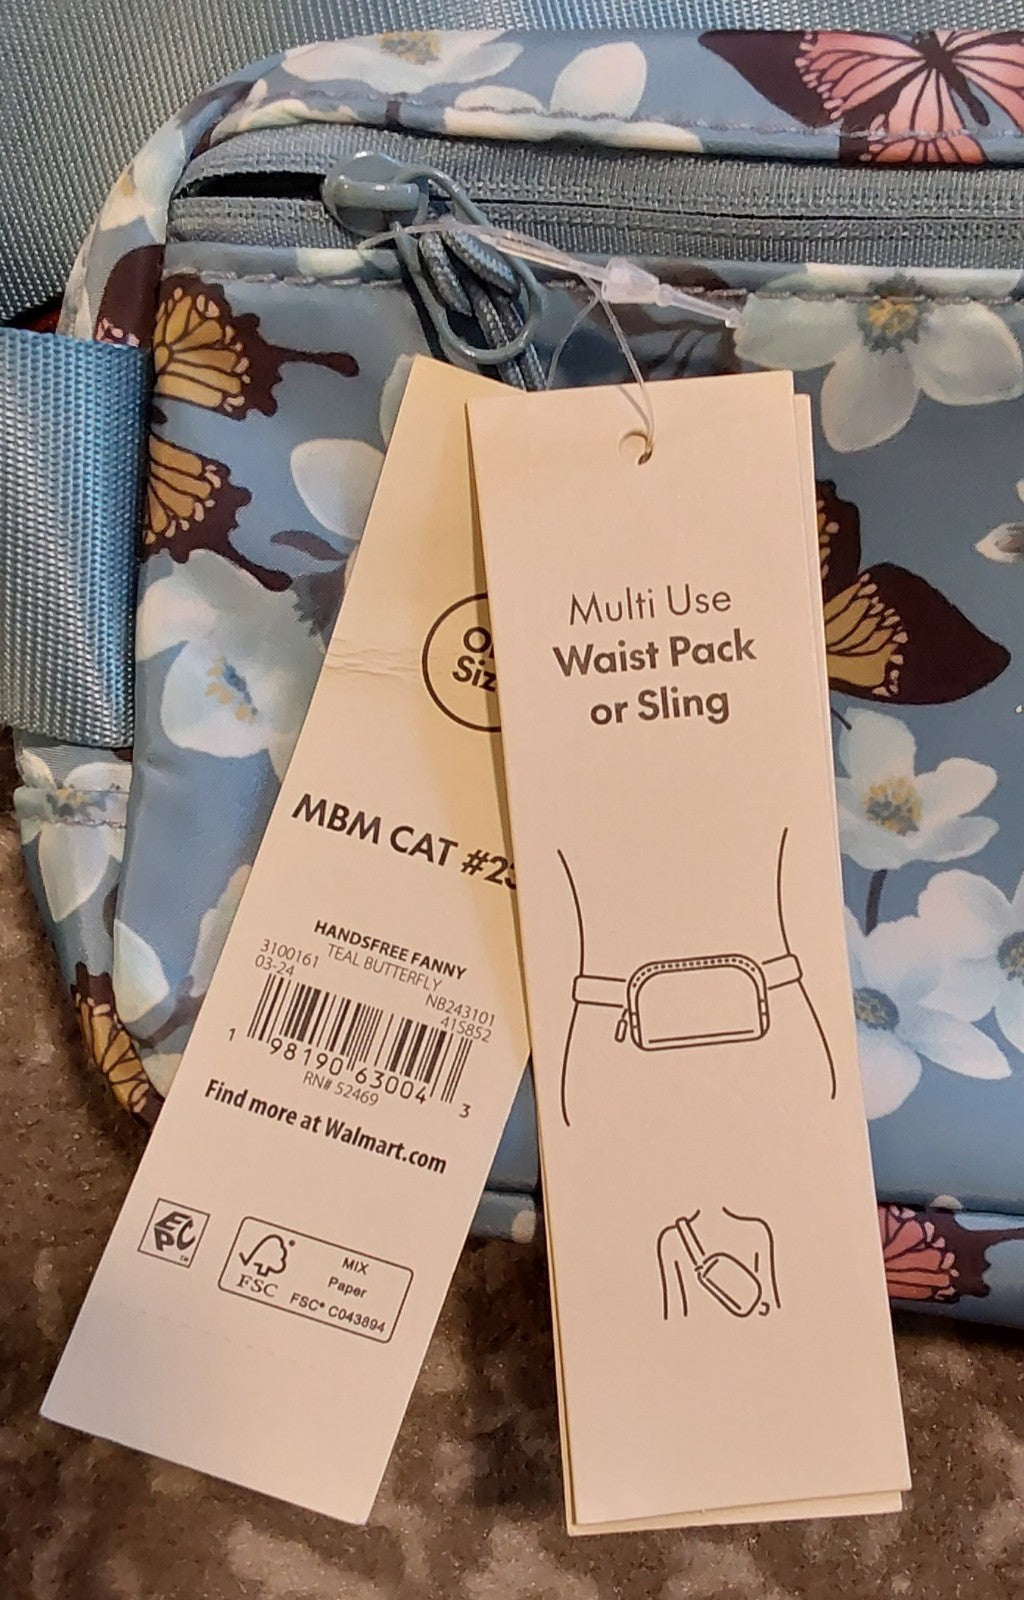 Multi Use
Waist Pack
or Sling
MBM CAT
HANDSFREE FANNY
TEAL BUTTERFLY
3100161
03-24
NB243101
415852
1 98190 63004 3
RN# 52469
Find more at Walmart.com
EPC™
FSC
MIX
Paper
FSC® C043894